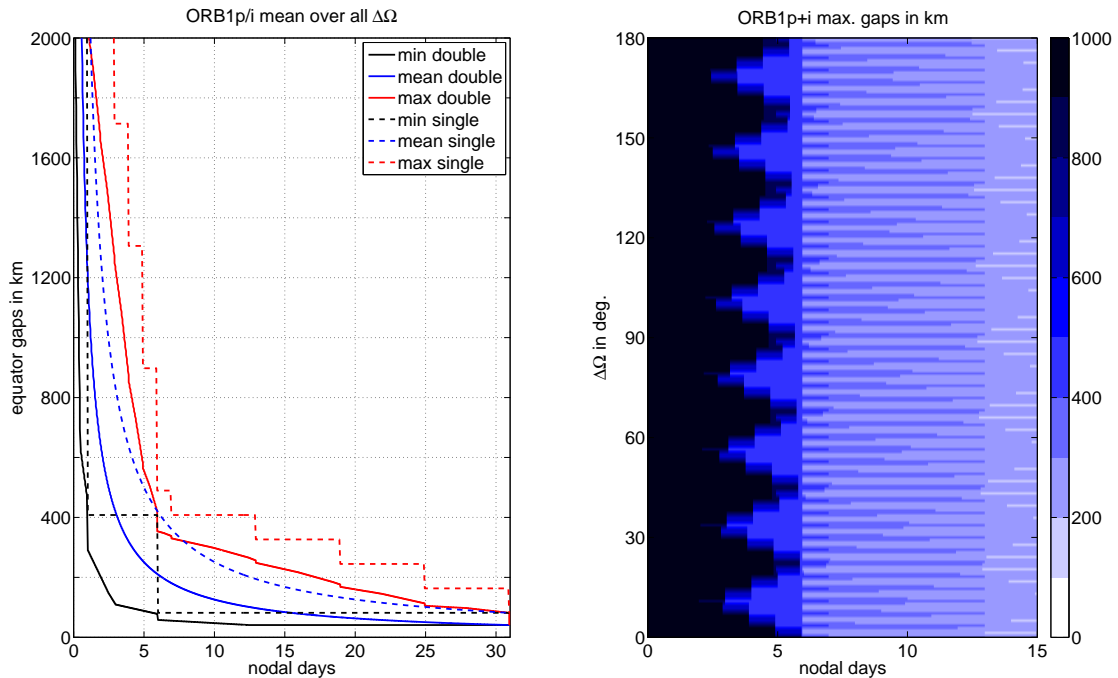 ORB1p/i mean over all ΔΩ
2000
1600
1200
800
400
0
equator gaps in km
0 5 10 15 20 25 30
nodal days
min double
mean double
max double
min single
mean single
max single
ORB1p+i max. gaps in km
180
150
120
90
60
30
0
ΔΩ in deg.
0 5 10 15
nodal days
1000
800
600
400
200
0